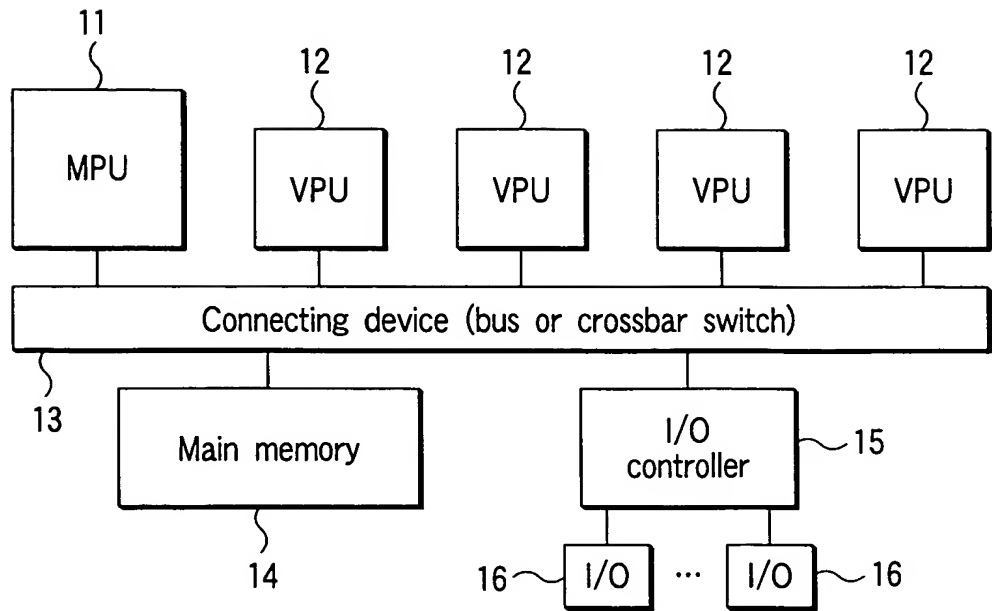 11
12
12
12
12
MPU
VPU
VPU
VPU
VPU
Connecting device (bus or crossbar switch)
13
Main memory
I/O
controller
15
14
16
I/O
...
I/O
16